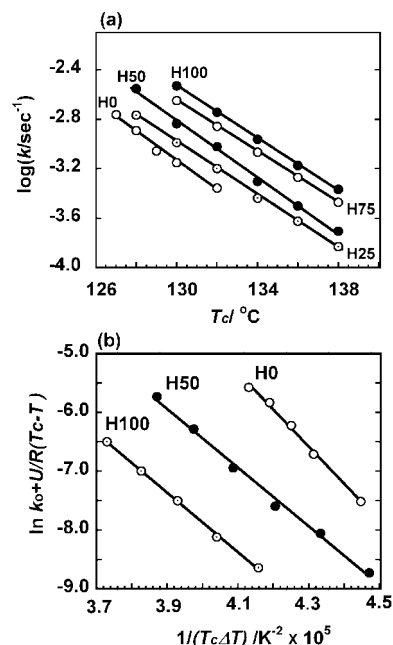 (a)
-2.4
-2.8
-3.2
-3.6
-4.0
log(k/sec⁻¹)
H50
H100
H0
H75
H25
126
130
134
138
Tc/ °C
(b)
-5.0
-6.0
-7.0
-8.0
-9.0
ln ko+U/R(Tc-T)
H0
H50
H100
3.7
3.9
4.1
4.3
4.5
1/(TcΔT) /K⁻² x 10⁵